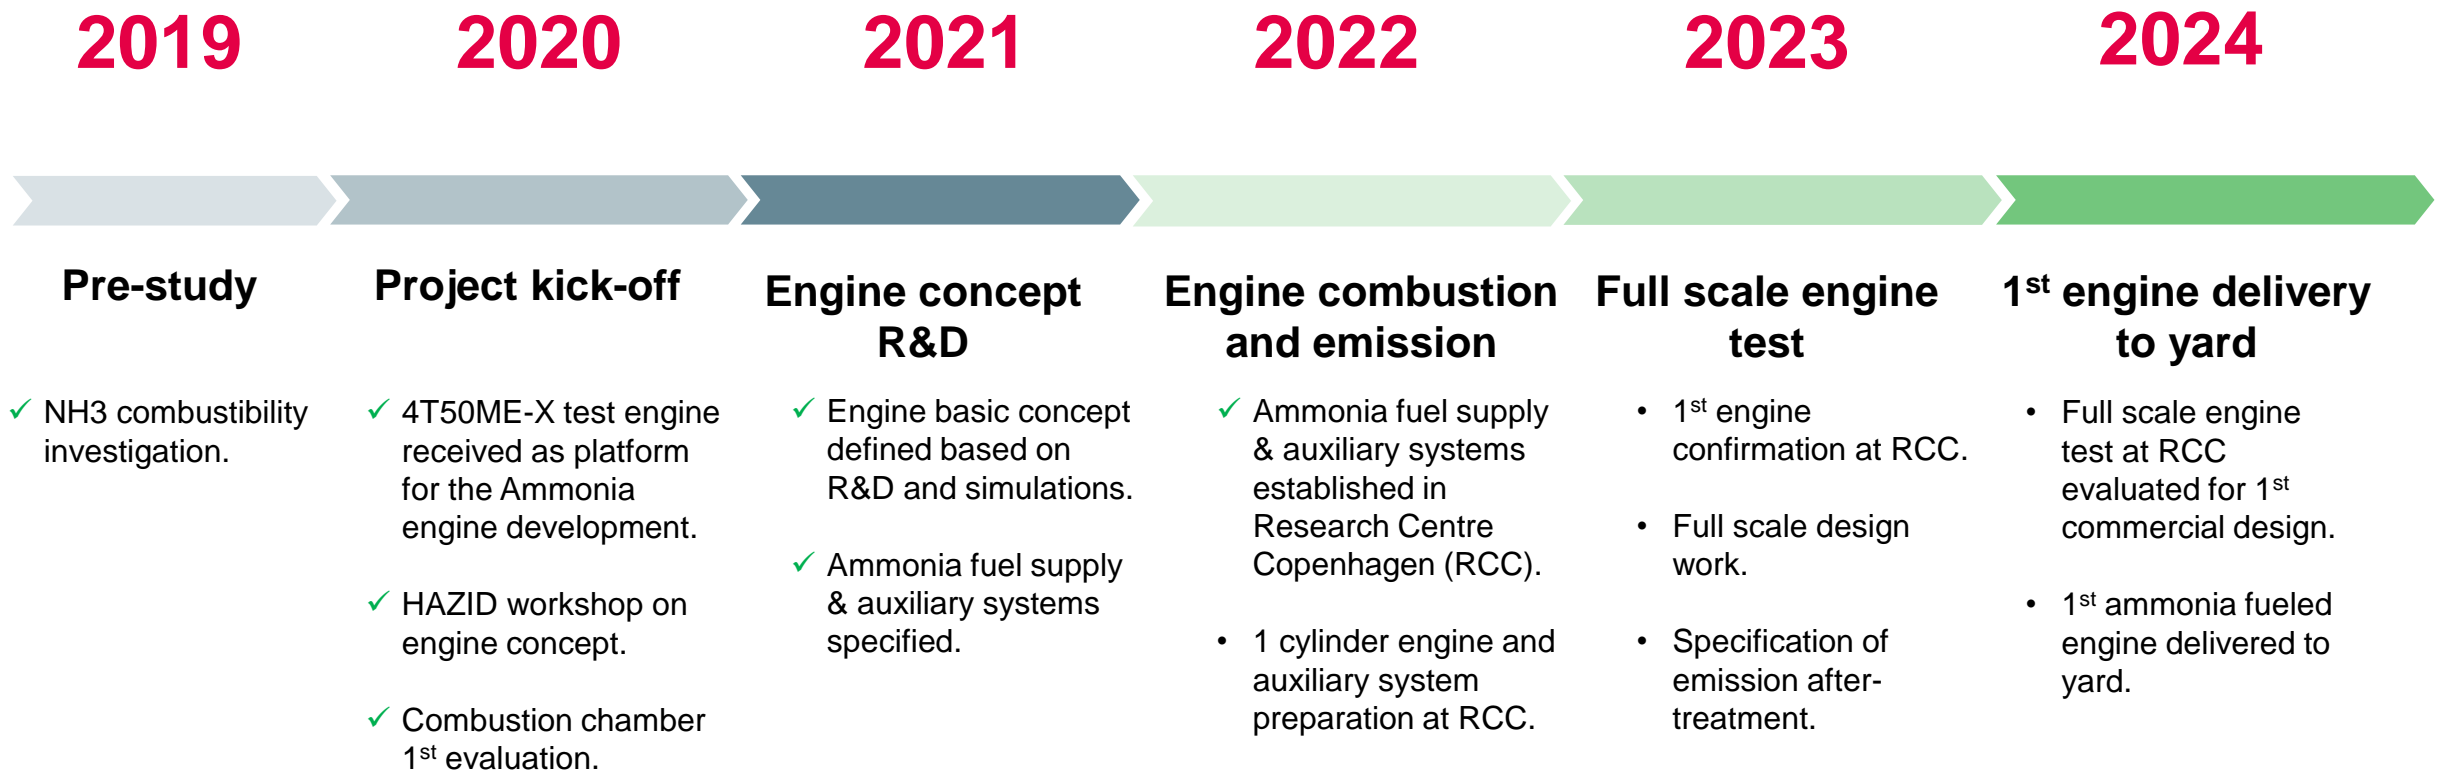 2019
2020
2021
2022
2023
2024
Pre-study
✓ NH3 combustibility
investigation.
Project kick-off
✓ 4T50ME-X test engine
received as platform
for the Ammonia
engine development.
✓ HAZID workshop on
engine concept.
✓ Combustion chamber
1st evaluation.
Engine concept
R&D
✓ Engine basic concept
defined based on
R&D and simulations.
✓ Ammonia fuel supply
& auxiliary systems
specified.
Engine combustion
and emission
✓ Ammonia fuel supply
& auxiliary systems
established in
Research Centre
Copenhagen (RCC).
• 1 cylinder engine and
auxiliary system
preparation at RCC.
Full scale engine
test
• 1st engine
confirmation at RCC.
• Full scale design
work.
• Specification of
emission after-
treatment.
1st engine delivery
to yard
• Full scale engine
test at RCC
evaluated for 1st
commercial design.
• 1st ammonia fueled
engine delivered to
yard.